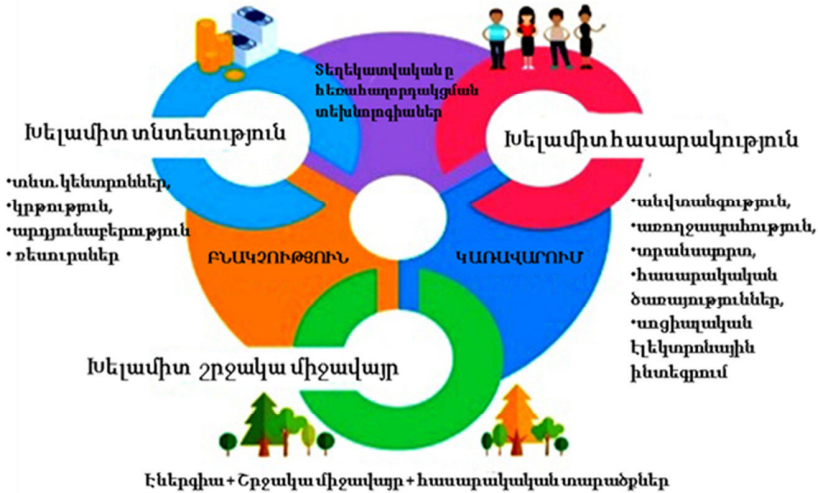 Տեղեկատվական ը
հեռահաղորդակցման
տեխնոլոգիաներ
Խելամիտ տնտեսություն
Խելամիտ հասարակություն
•տնտ. կենտրոններ,
•կրթություն,
•արդյունաբերություն
• ռեսուրսներ
ԲՆԱԿՉՈՒԹՅՈՒՆ
ԿԱՌԱՎԱՐՈՒՄ
•անվտանգություն,
•առողջապահություն,
•տրանսպորտ,
•հասարակական
ծառայություններ,
•սոցիալական
էլեկտրոնային
ինտեգրում
Խելամիտ շրջակա միջավայր
Էներգիա + Շրջակա միջավայր + հասարակական տարածքներ